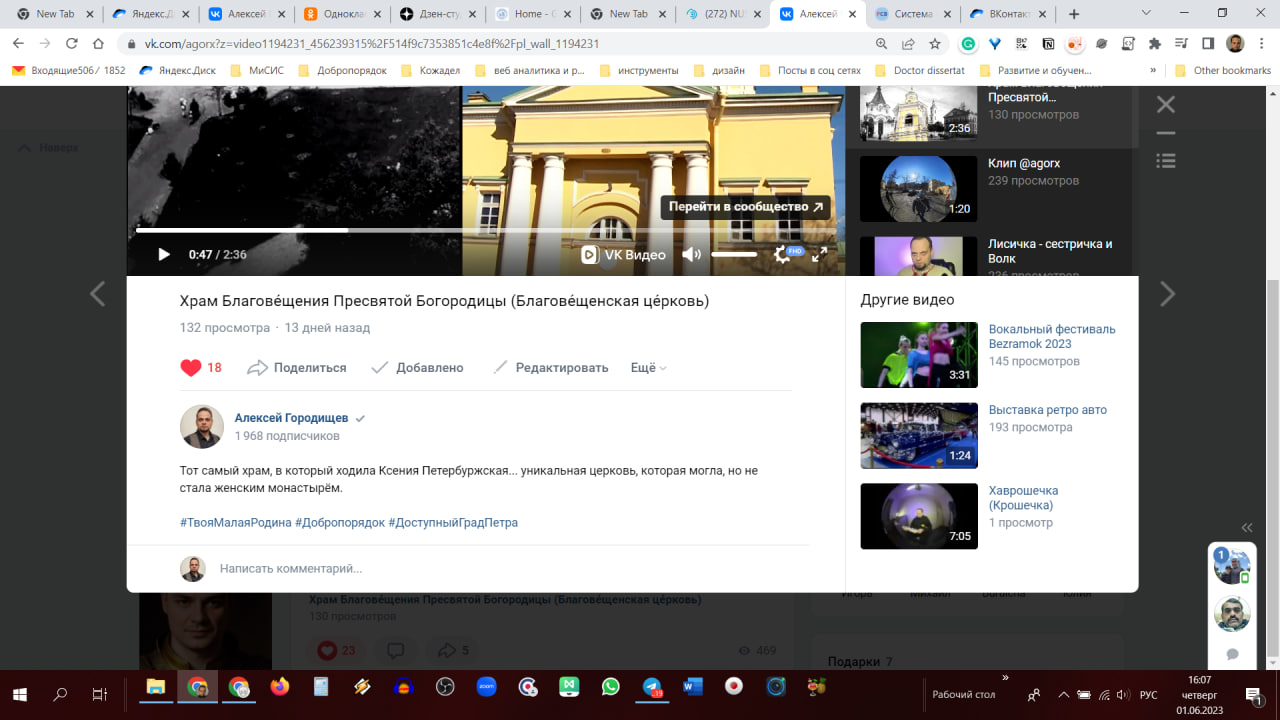 New Tab
Яндекс.Д
Алексей
Однокла
Дзен-сту
Home - G
New Tab
(272) NU
Алексей
Система
ВКонтакт
vk.com/agorx?z=video1194231_456239315%2F514f9c7353851c4e8f%2Fpl_wall_1194231
Входящие506 / 1852
Яндекс.Диск
МиСИС
Добропорядок
Кожадел
веб аналитика и р...
инструменты
дизайн
Посты в соц сетях
Doctor dissertat
Развитие и обучен...
»
Other bookmarks
Наверх
Перейти в сообщество
0:47 / 2:36
VK Видео
FHD
Пресвятой...
130 просмотров
2:36
Клип @agorx
239 просмотров
1:20
Лисичка - сестричка и
Волк
236 просмотров
Храм Благове́щения Пресвятой Богородицы (Благове́щенская це́рковь)
132 просмотра · 13 дней назад
18
Поделиться
Добавлено
Редактировать
Ещё
Алексей Городищев
1 968 подписчиков
Тот самый храм, в который ходила Ксения Петербуржская... уникальная церковь, которая могла, но не
стала женским монастырём.
#ТвояМалаяРодина #Добропорядок #ДоступныйГрадПетра
Написать комментарий...
Другие видео
Вокальный фестиваль
Bezramok 2023
145 просмотров
3:31
Выставка ретро авто
193 просмотра
1:24
Хаврошечка
(Крошечка)
1 просмотр
7:05
1
Храм Благове́щения Пресвятой Богородицы (Благове́щенская це́рковь)
130 просмотров
23
5
469
Игорь
Михаил
Юлия
Подарки 7
zoom
19
Рабочий стол
»
РУС
16:07
четверг
01.06.2023
1